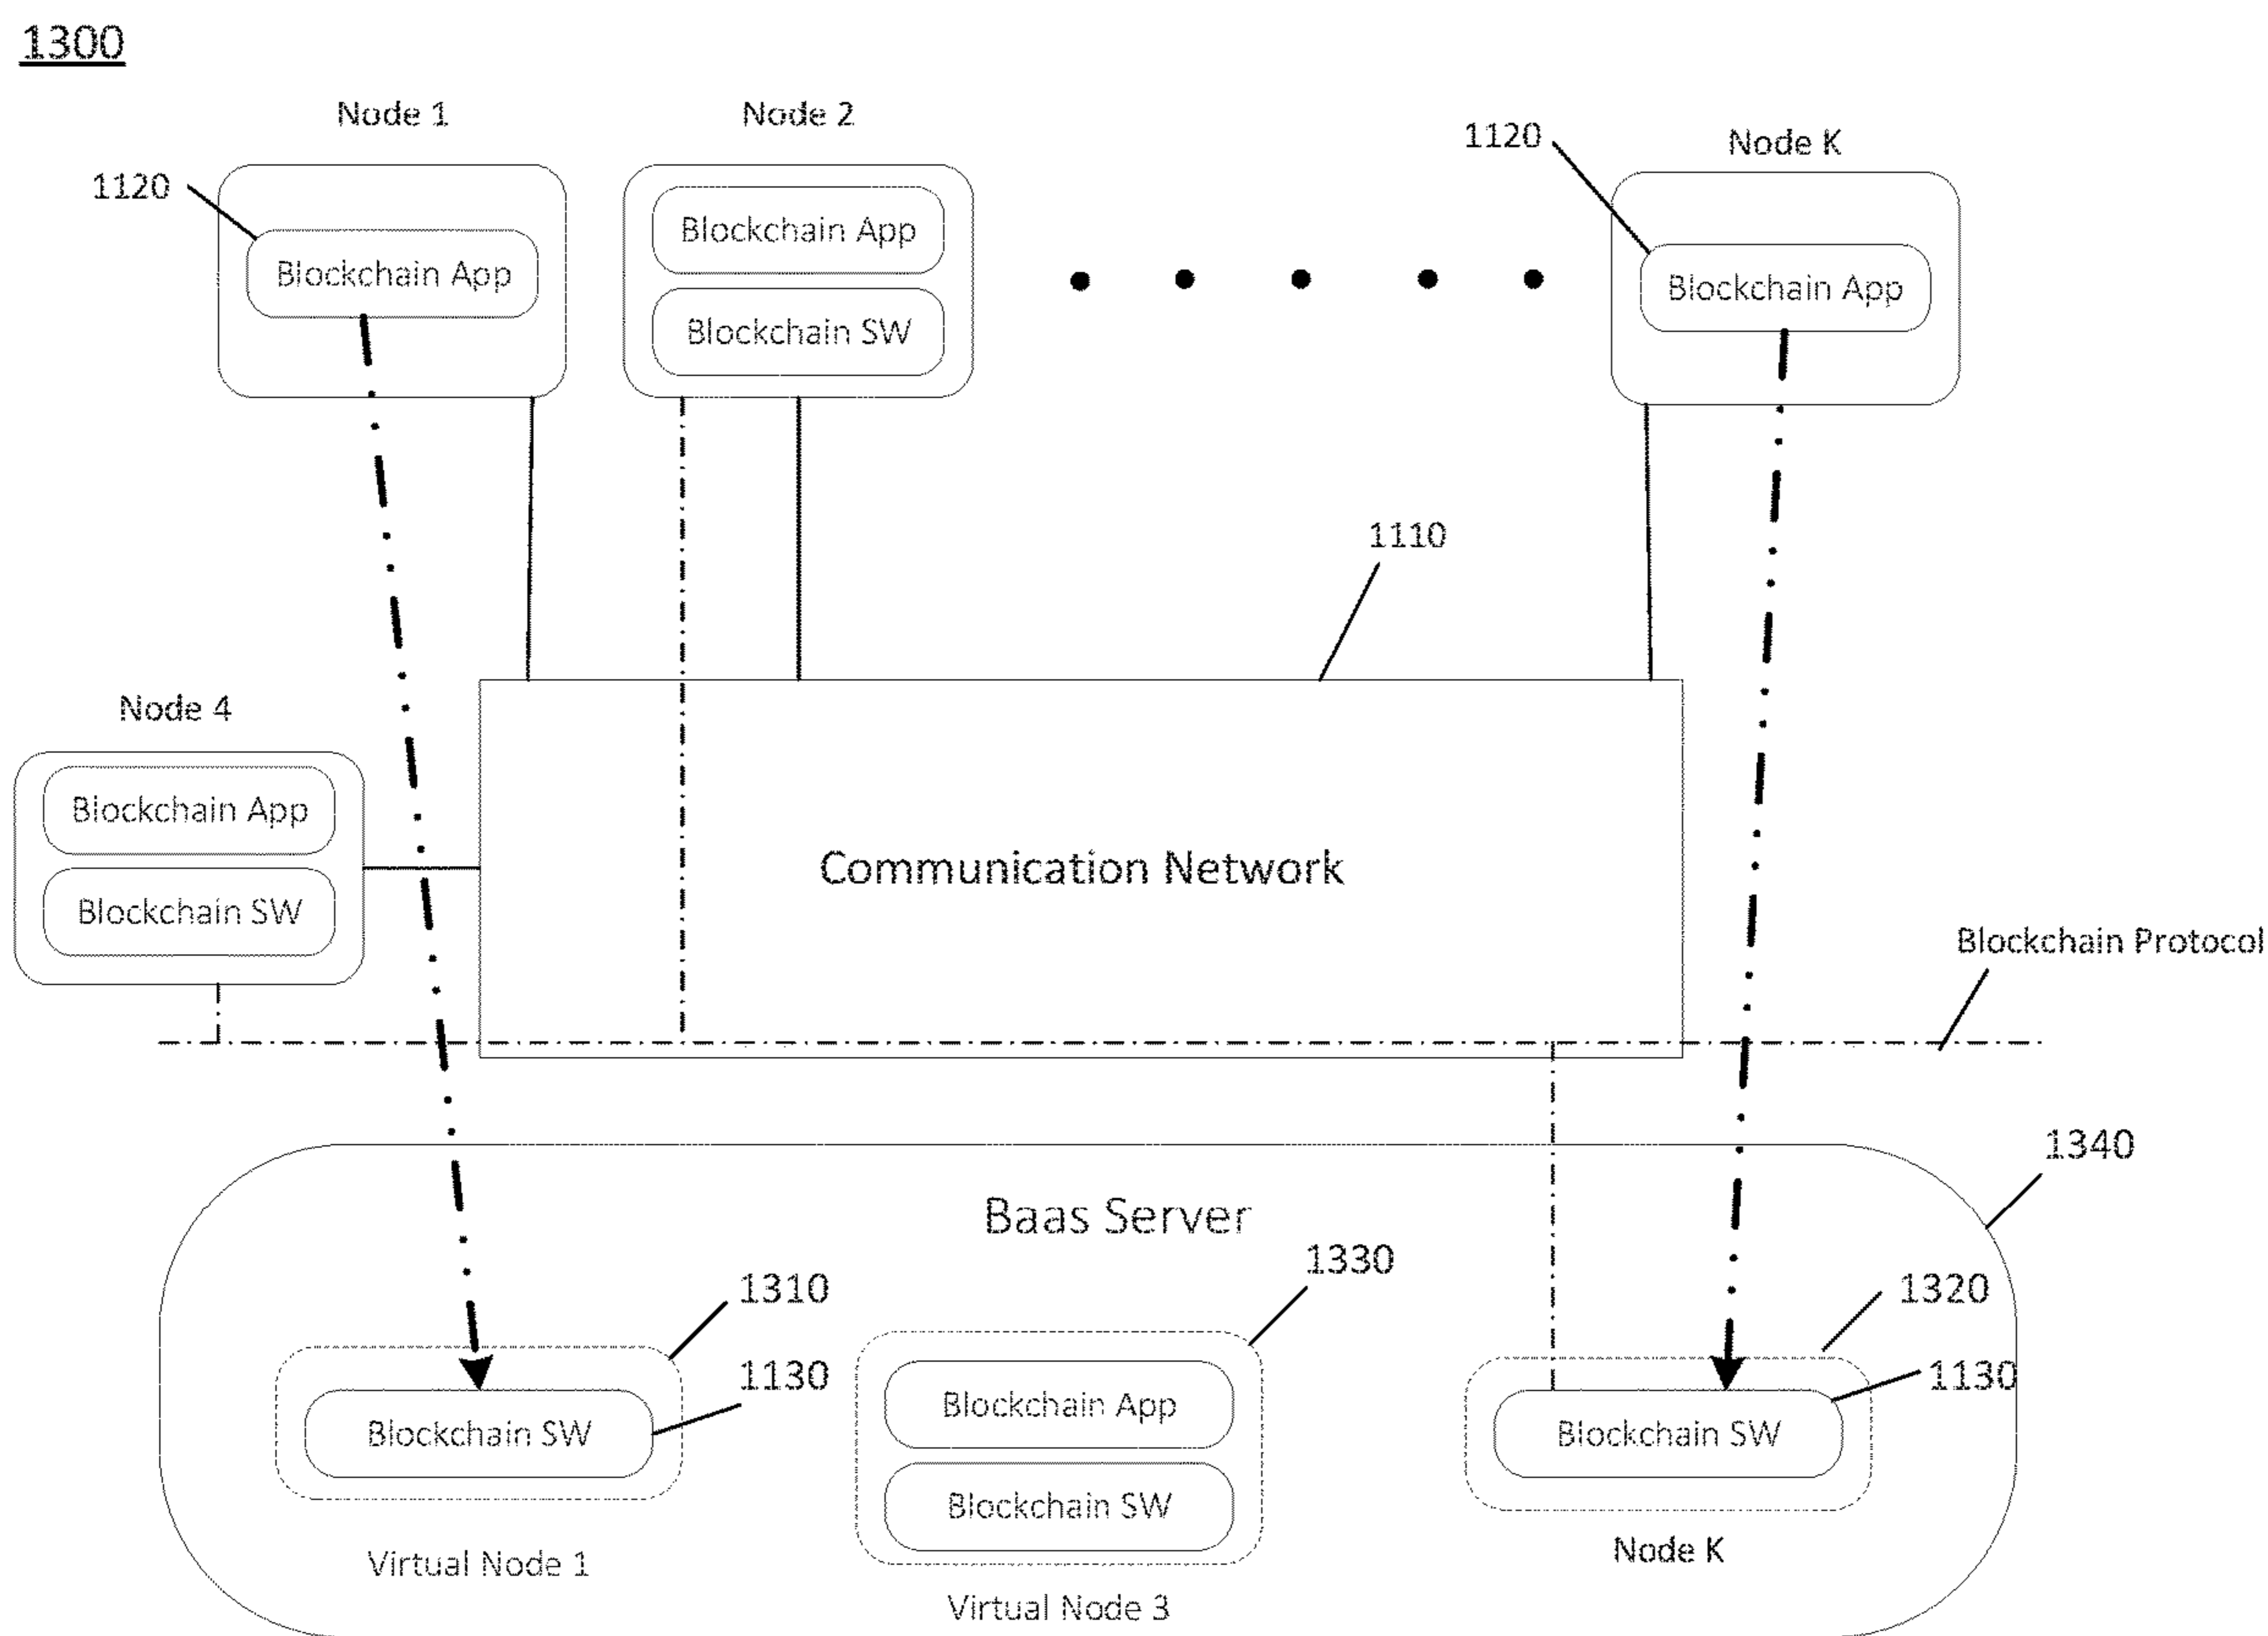 1300
Node 1
Node 2
1120
Node K
1120
Blockchain App
Blockchain App
Blockchain SW
Blockchain App
1110
Node 4
Blockchain App
Blockchain SW
Communication Network
Blockchain Protocol
1340
Baas Server
1330
1310
1320
1130
1130
Blockchain SW
Blockchain App
Blockchain SW
Blockchain SW
Virtual Node 1
Virtual Node 3
Node K